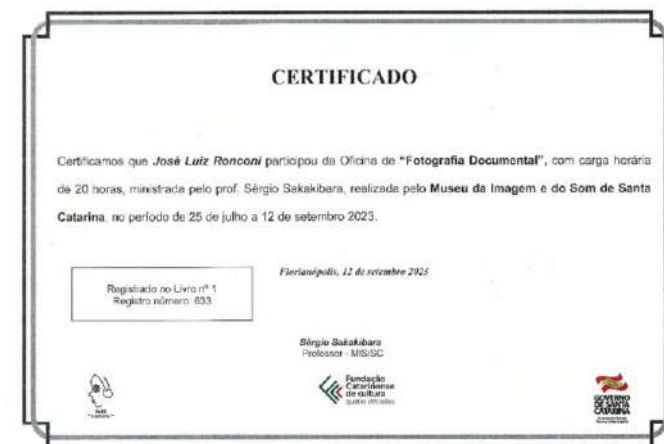 CERTIFICADO
Certificamos que José Luiz Ronconi participou da Oficina de "Fotografia Documental", com carga horária
de 20 horas, ministrada pelo prof. Sérgio Sakakibara, realizada pelo Museu da Imagem e do Som de Santa
Catarina, no período de 25 de julho a 12 de setembro 2023.
Florianópolis, 12 de setembro 2023
Registrado no Livro nº 1
Registro número: 633
Sérgio Sakakibara
Professor - MIS/SC
Fundação
Catarinense
de cultura
GOVERNO
DE SANTA
CATARINA